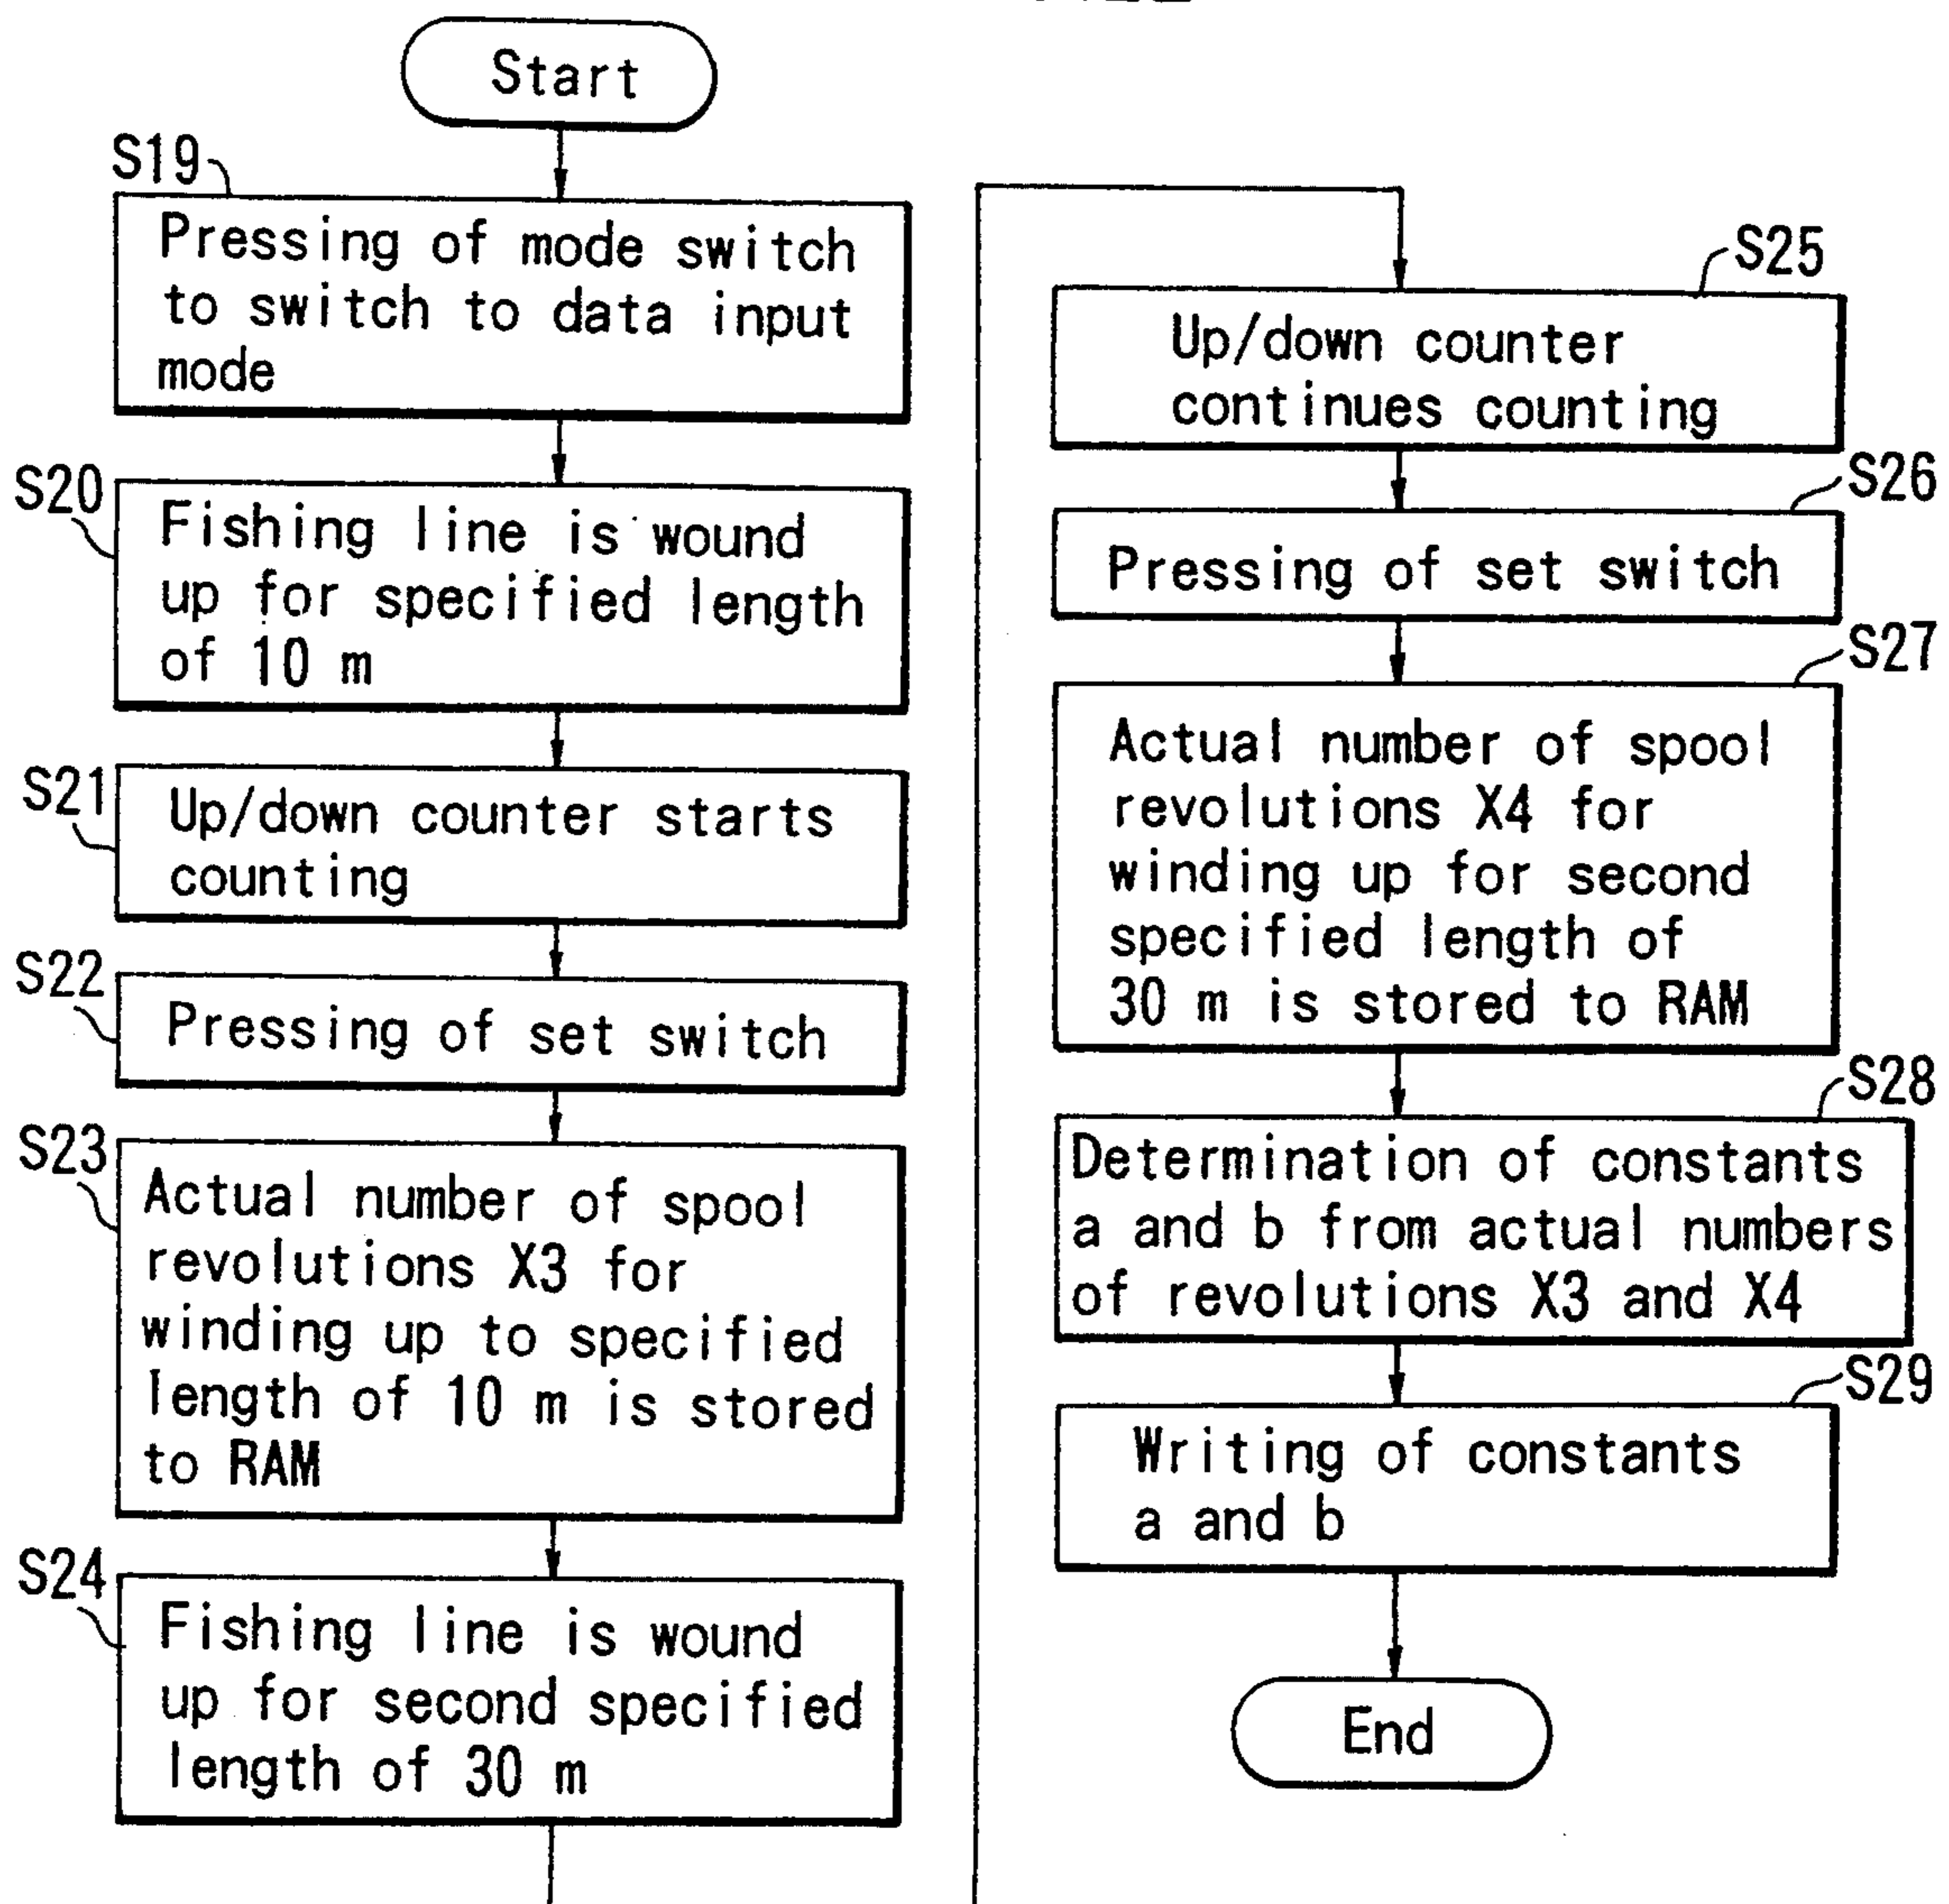 Start
S19
Pressing of mode switch
to switch to data input
mode
S20
Fishing line is wound
up for specified length
of 10 m
S21
Up/down counter starts
counting
S22
Pressing of set switch
S23
Actual number of spool
revolutions X3 for
winding up to specified
length of 10 m is stored
to RAM
S24
Fishing line is wound
up for second specified
length of 30 m
S25
Up/down counter
continues counting
S26
Pressing of set switch
S27
Actual number of spool
revolutions X4 for
winding up for second
specified length of
30 m is stored to RAM
S28
Determination of constants
a and b from actual numbers
of revolutions X3 and X4
S29
Writing of constants
a and b
End